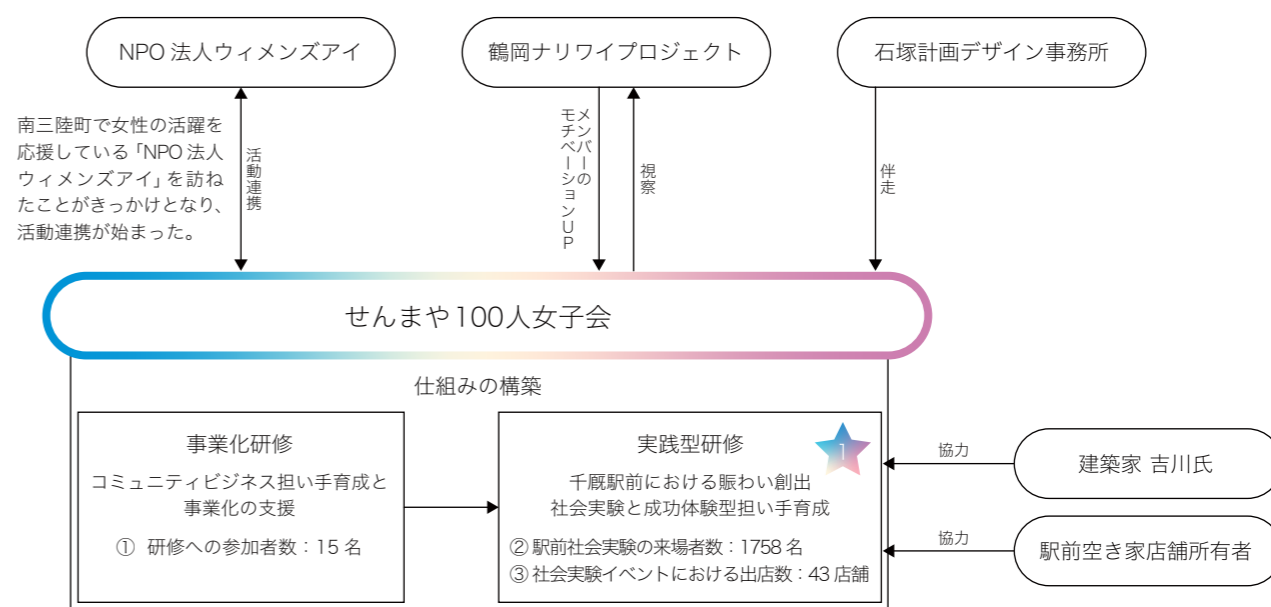 NPO 法人ウィメンズアイ
鶴岡ナリワイプロジェクト
石塚計画デザイン事務所
南三陸町で女性の活躍を
応援している「NPO 法人
ウィメンズアイ」を訪ね
たことがきっかけとなり、
活動連携が始まった。
活動連携
メンバーの
モチベーションUP
視察
伴走
せんまや100人女子会
仕組みの構築
事業化研修
コミュニティビジネス担い手育成と
事業化の支援
① 研修への参加者数：15 名
実践型研修
1
千厩駅前における賑わい創出
社会実験と成功体験型担い手育成
② 駅前社会実験の来場者数：1758 名
③ 社会実験イベントにおける出店数：43 店舗
協力
建築家 吉川氏
協力
駅前空き家店舗所有者